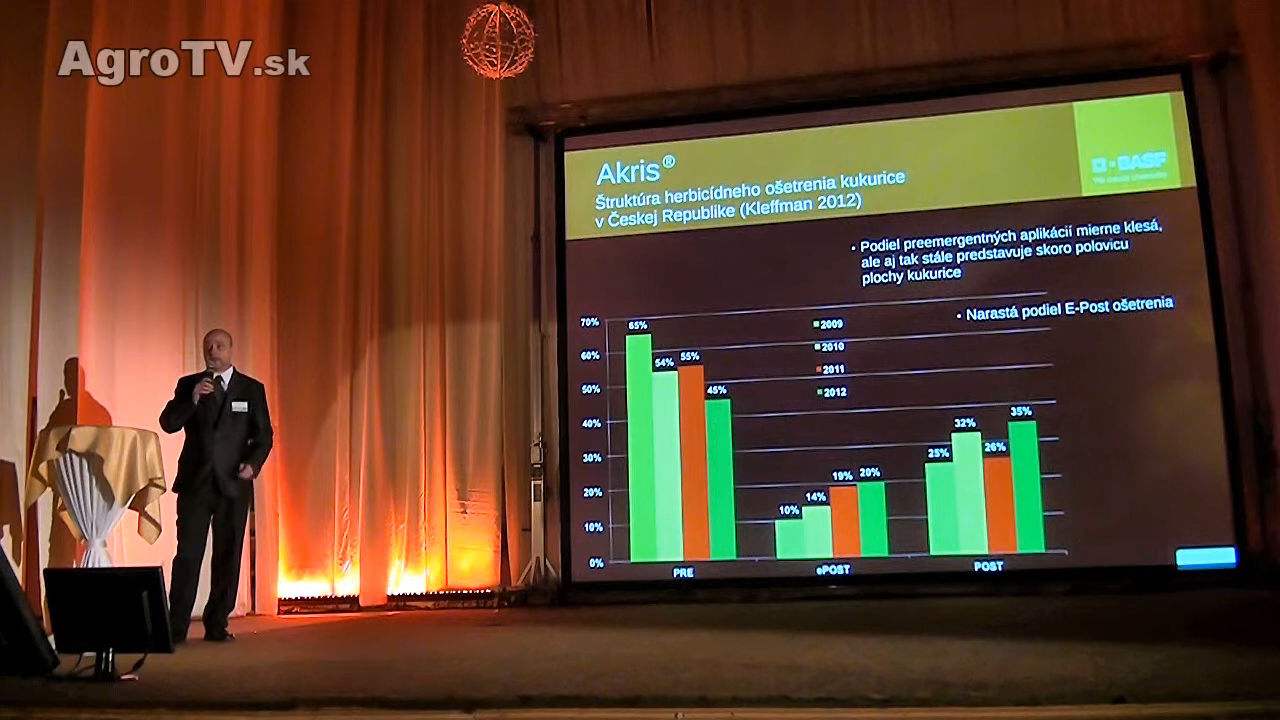 AgroTV.sk
Akris®
Štruktúra herbicídneho ošetrenia kukurice
v Českej Republike (Kleffman 2012)
BASF
• Podiel preemergentných aplikácií mierne klesá,
ale aj tak stále predstavuje skoro polovicu
plochy kukurice
• Narastá podiel E-Post ošetrenia
70%
60%
50%
40%
30%
20%
10%
0%
65%
54%
55%
45%
10%
14%
19%
20%
25%
32%
26%
35%
2009
2010
2011
2012
PRE
ePOST
POST